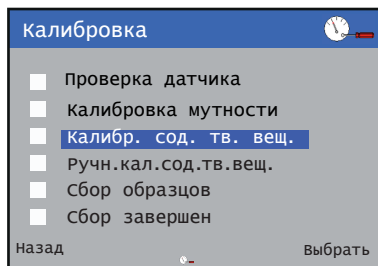 Калибровка
Проверка датчика
Калибровка мутности
Калибр. сод. тв. вещ.
Ручн.кал.сод.тв.вещ.
Сбор образцов
Сбор завершен
Назад Выбрать